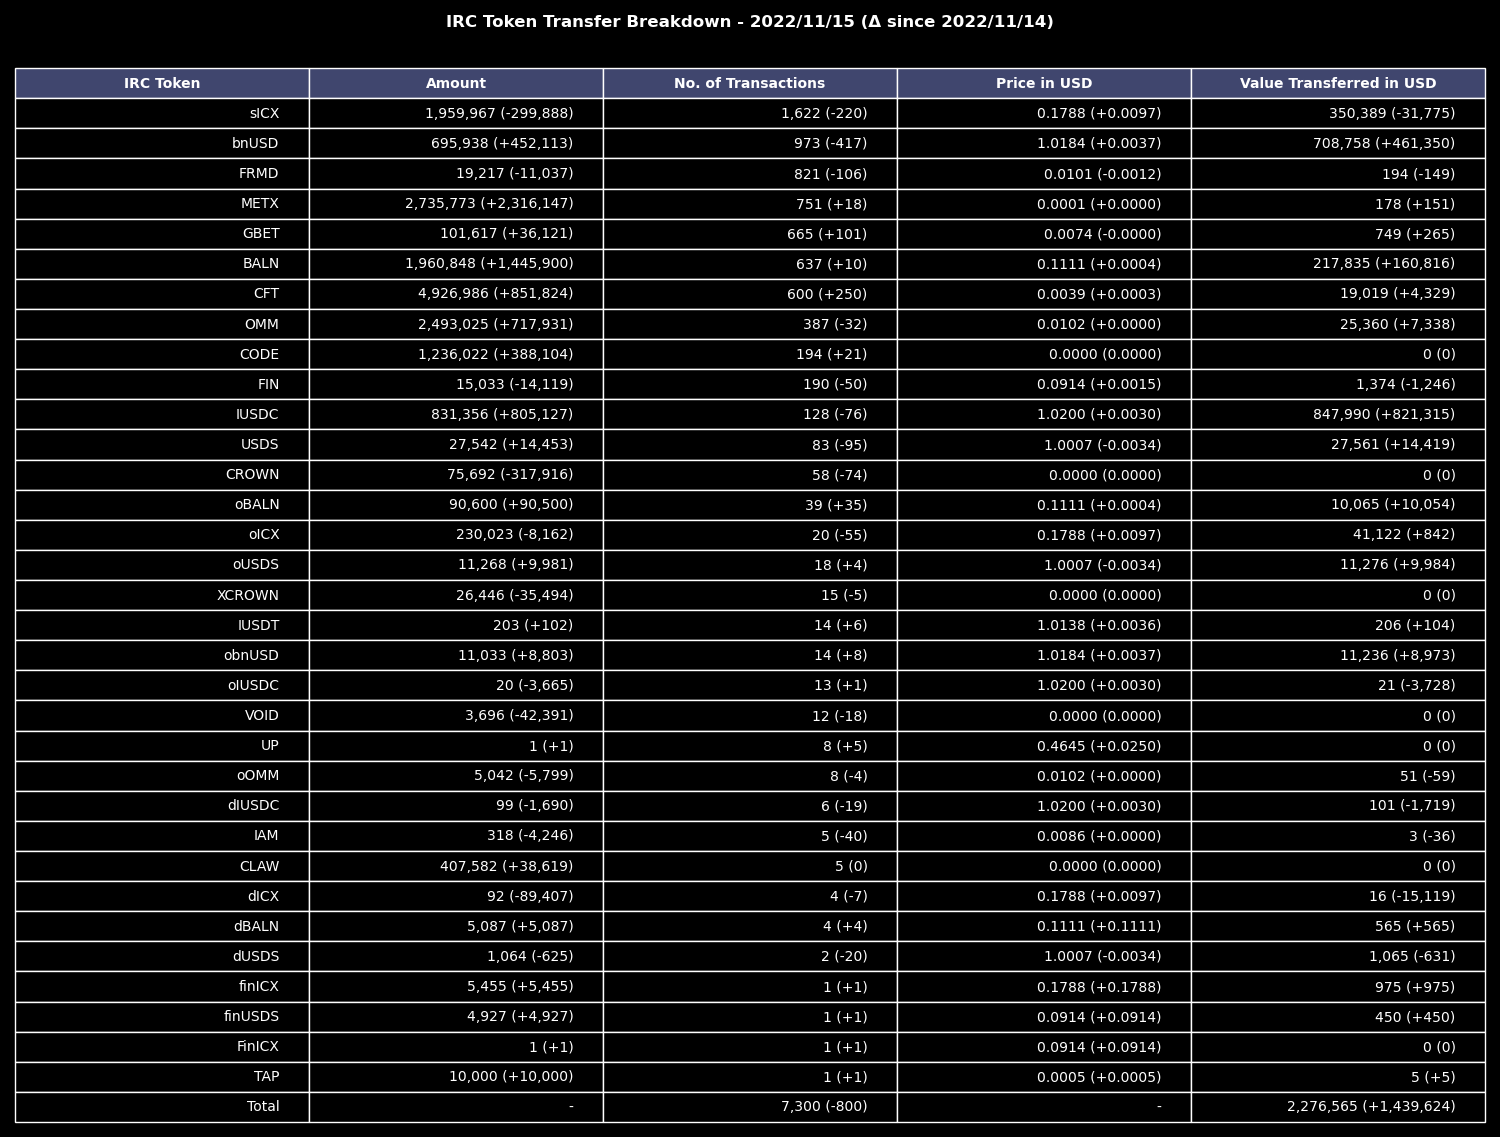 IRC Token Transfer Breakdown - 2022/11/15 (Δ since 2022/11/14)
IRC Token Amount No. of Transactions Price in USD Value Transferred in USD
sICX 1,959,967 (-299,888) 1,622 (-220) 0.1788 (+0.0097) 350,389 (-31,775)
bnUSD 695,938 (+452,113) 973 (-417) 1.0184 (+0.0037) 708,758 (+461,350)
FRMD 19,217 (-11,037) 821 (-106) 0.0101 (-0.0012) 194 (-149)
METX 2,735,773 (+2,316,147) 751 (+18) 0.0001 (+0.0000) 178 (+151)
GBET 101,617 (+36,121) 665 (+101) 0.0074 (-0.0000) 749 (+265)
BALN 1,960,848 (+1,445,900) 637 (+10) 0.1111 (+0.0004) 217,835 (+160,816)
CFT 4,926,986 (+851,824) 600 (+250) 0.0039 (+0.0003) 19,019 (+4,329)
OMM 2,493,025 (+717,931) 387 (-32) 0.0102 (+0.0000) 25,360 (+7,338)
CODE 1,236,022 (+388,104) 194 (+21) 0.0000 (0.0000) 0 (0)
FIN 15,033 (-14,119) 190 (-50) 0.0914 (+0.0015) 1,374 (-1,246)
IUSDC 831,356 (+805,127) 128 (-76) 1.0200 (+0.0030) 847,990 (+821,315)
USDS 27,542 (+14,453) 83 (-95) 1.0007 (-0.0034) 27,561 (+14,419)
CROWN 75,692 (-317,916) 58 (-74) 0.0000 (0.0000) 0 (0)
oBALN 90,600 (+90,500) 39 (+35) 0.1111 (+0.0004) 10,065 (+10,054)
oICX 230,023 (-8,162) 20 (-55) 0.1788 (+0.0097) 41,122 (+842)
oUSDS 11,268 (+9,981) 18 (+4) 1.0007 (-0.0034) 11,276 (+9,984)
XCROWN 26,446 (-35,494) 15 (-5) 0.0000 (0.0000) 0 (0)
IUSDT 203 (+102) 14 (+6) 1.0138 (+0.0036) 206 (+104)
obnUSD 11,033 (+8,803) 14 (+8) 1.0184 (+0.0037) 11,236 (+8,973)
oIUSDC 20 (-3,665) 13 (+1) 1.0200 (+0.0030) 21 (-3,728)
VOID 3,696 (-42,391) 12 (-18) 0.0000 (0.0000) 0 (0)
UP 1 (+1) 8 (+5) 0.4645 (+0.0250) 0 (0)
oOMM 5,042 (-5,799) 8 (-4) 0.0102 (+0.0000) 51 (-59)
dIUSDC 99 (-1,690) 6 (-19) 1.0200 (+0.0030) 101 (-1,719)
IAM 318 (-4,246) 5 (-40) 0.0086 (+0.0000) 3 (-36)
CLAW 407,582 (+38,619) 5 (0) 0.0000 (0.0000) 0 (0)
dICX 92 (-89,407) 4 (-7) 0.1788 (+0.0097) 16 (-15,119)
dBALN 5,087 (+5,087) 4 (+4) 0.1111 (+0.1111) 565 (+565)
dUSDS 1,064 (-625) 2 (-20) 1.0007 (-0.0034) 1,065 (-631)
finICX 5,455 (+5,455) 1 (+1) 0.1788 (+0.1788) 975 (+975)
finUSDS 4,927 (+4,927) 1 (+1) 0.0914 (+0.0914) 450 (+450)
FinICX 1 (+1) 1 (+1) 0.0914 (+0.0914) 0 (0)
TAP 10,000 (+10,000) 1 (+1) 0.0005 (+0.0005) 5 (+5)
Total - 7,300 (-800) - 2,276,565 (+1,439,624)